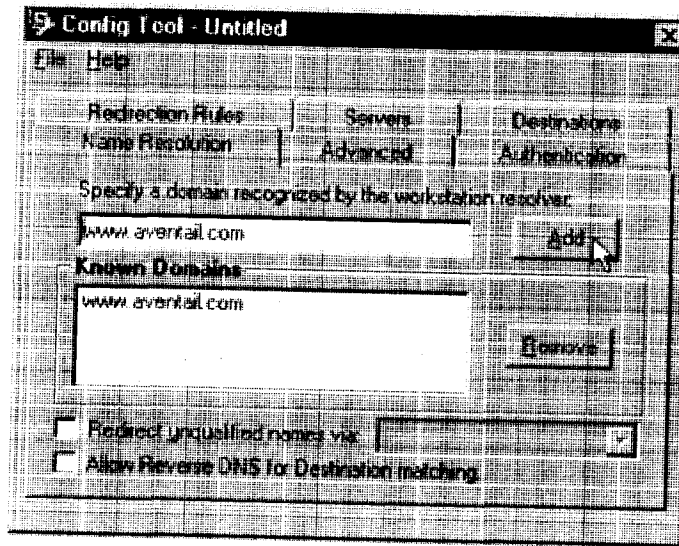 Config Tool - Untitled
File Help
Redirection Rules Servers Destinations
Name Resolution Advanced Authentication
Specify a domain recognized by the workstation resolver.
www.aventail.com Add
Known Domains
www.aventail.com
Remove
Redirect unqualified names via:
Allow Reverse DNS for Destination matching